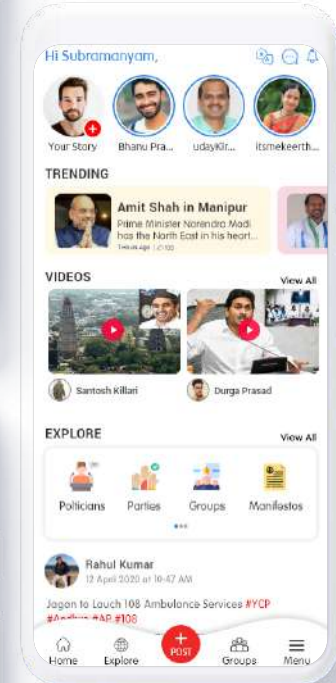 Hi Subramanyam,
Your Story
Bhanu Pra...
udayKir...
itsmekeerth...
TRENDING
Amit Shah in Manipur
Prime Minister Narendra Modi
has the North East in his heart...
VIDEOS
View All
Santosh Killari
Durga Prasad
EXPLORE
View All
Politicians
Parties
Groups
Manifestos
Rahul Kumar
12 April 2020 at 10:47 AM
Jagan to Lauch 108 Ambulance Services #YCP
#Andhra #AP #108
+
POST
Home
Explore
Groups
Menu